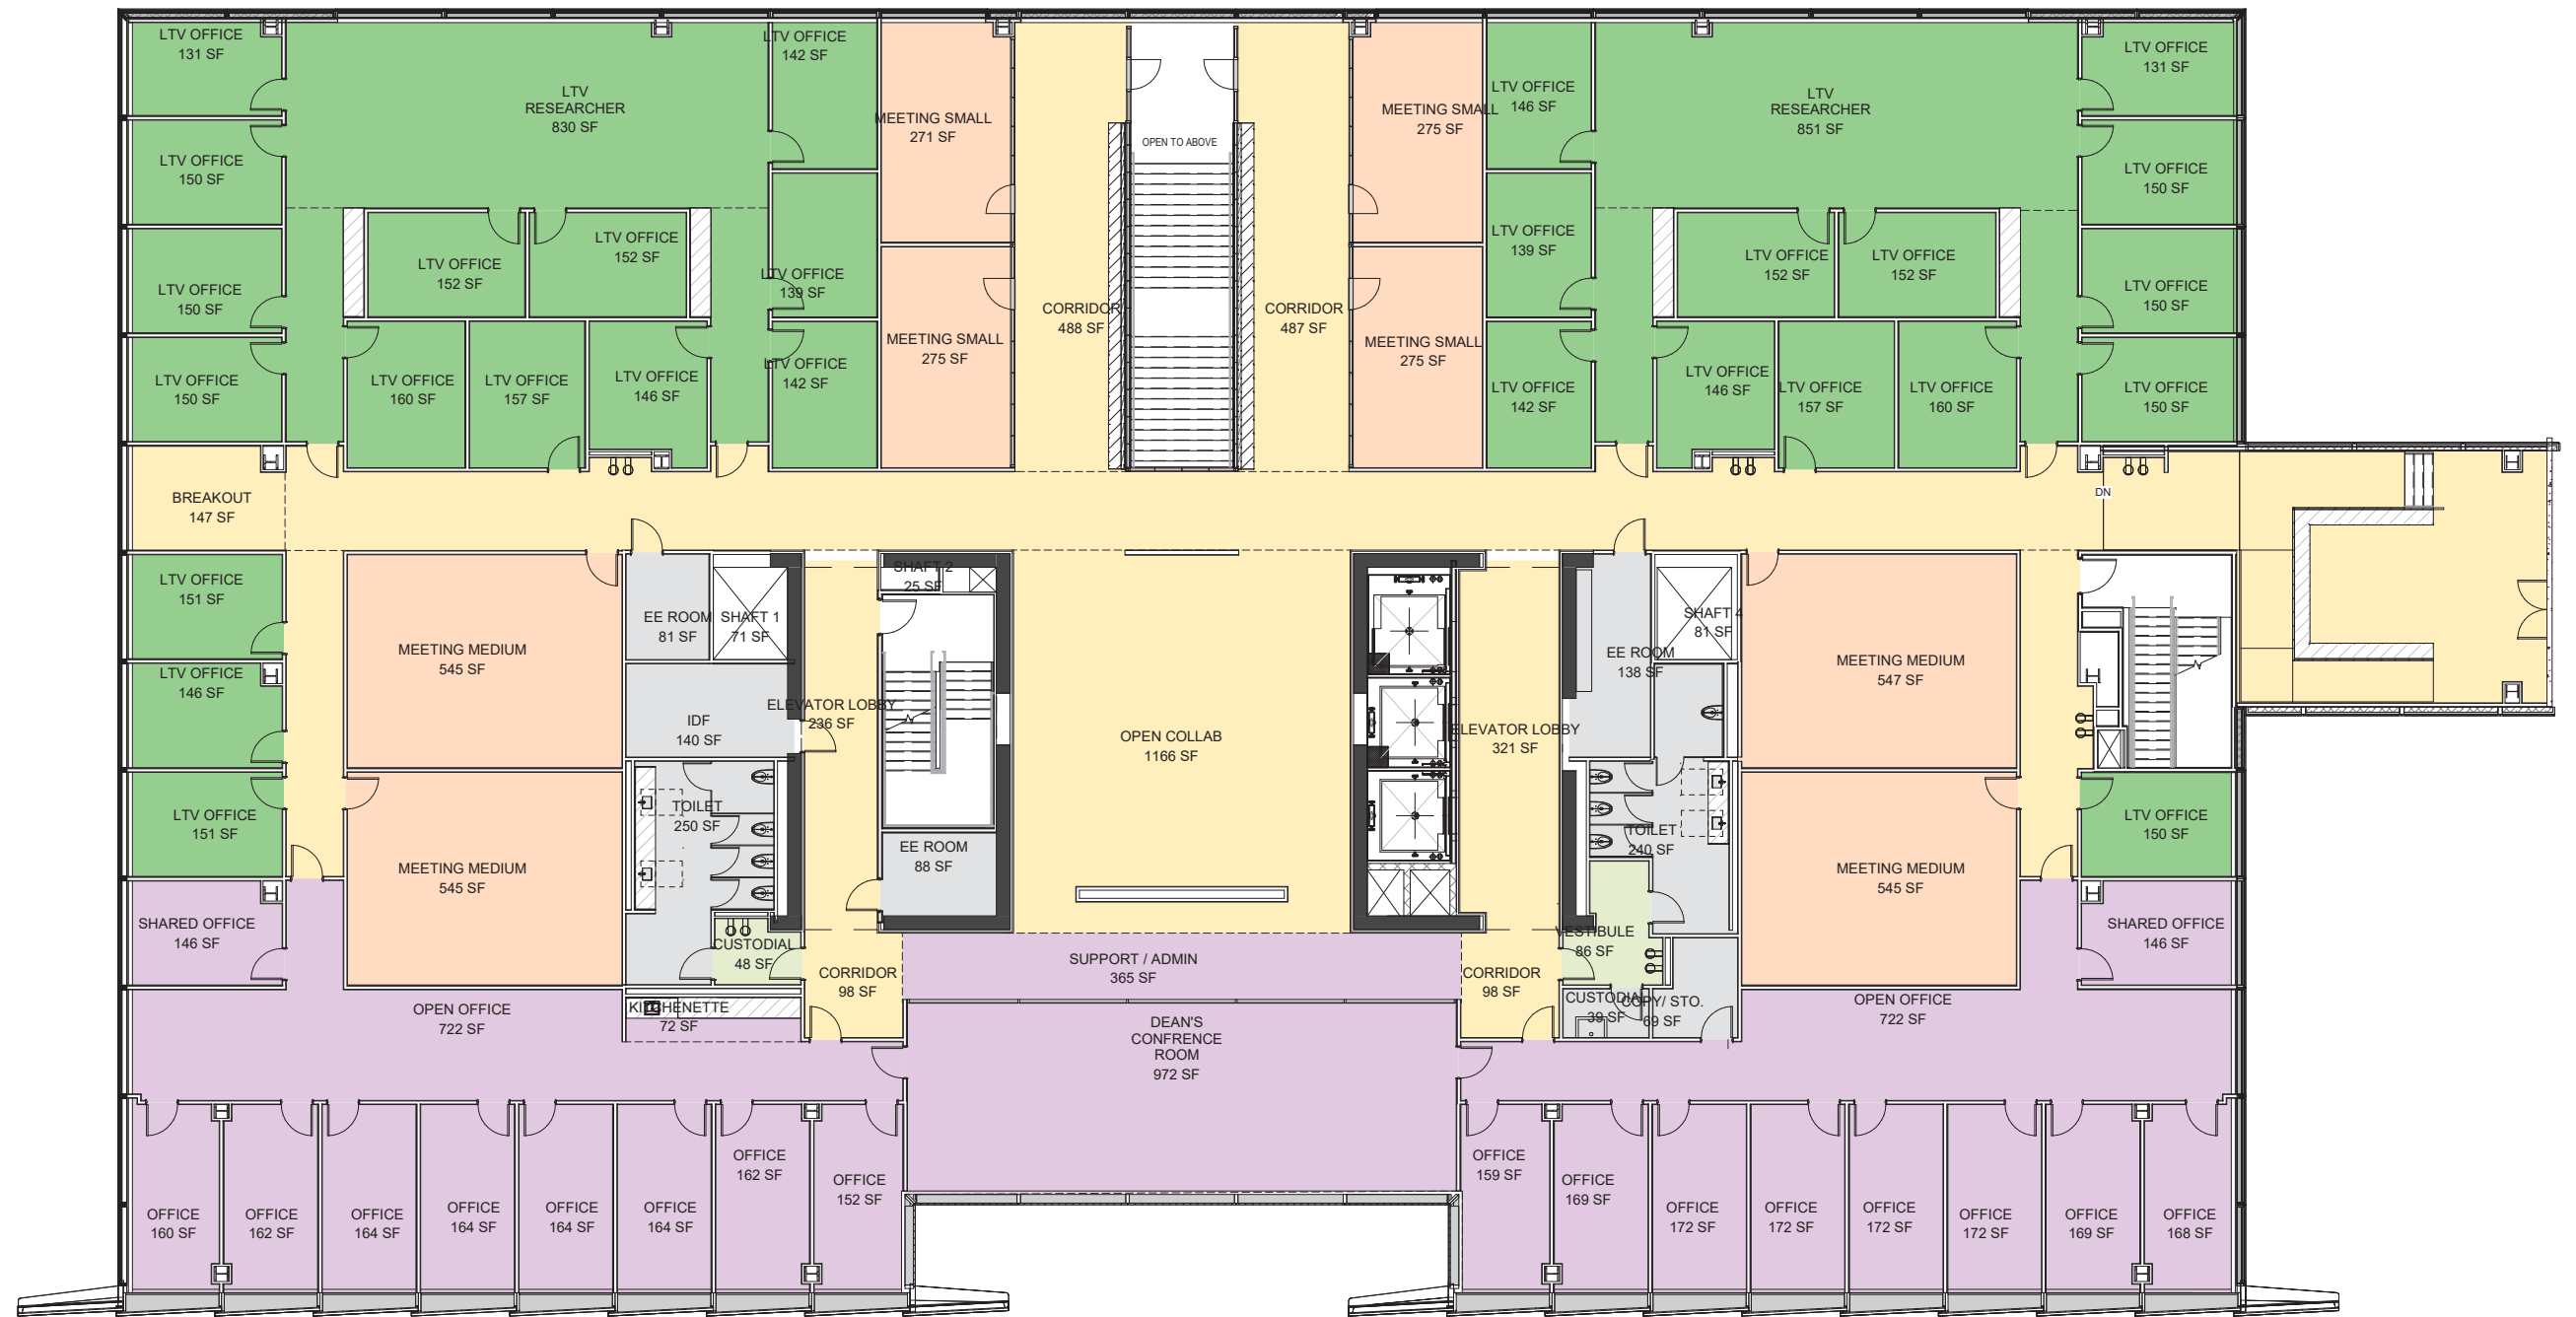 LTV OFFICE
131 SF
LTV
RESEARCHER
830 SF
LTV OFFICE
142 SF
MEETING SMALL
271 SF
OPEN TO ABOVE
MEETING SMALL
275 SF
LTV OFFICE
146 SF
LTV
RESEARCHER
851 SF
LTV OFFICE
131 SF
LTV OFFICE
150 SF
LTV OFFICE
150 SF
LTV OFFICE
152 SF
LTV OFFICE
152 SF
LTV OFFICE
139 SF
LTV OFFICE
139 SF
LTV OFFICE
152 SF
LTV OFFICE
152 SF
LTV OFFICE
150 SF
LTV OFFICE
150 SF
CORRIDOR
488 SF
CORRIDOR
487 SF
MEETING SMALL
275 SF
MEETING SMALL
275 SF
LTV OFFICE
150 SF
LTV OFFICE
160 SF
LTV OFFICE
157 SF
LTV OFFICE
146 SF
LTV OFFICE
142 SF
LTV OFFICE
142 SF
LTV OFFICE
146 SF
LTV OFFICE
157 SF
LTV OFFICE
160 SF
LTV OFFICE
150 SF
BREAKOUT
147 SF
DN
LTV OFFICE
151 SF
SHAFT 2
25 SF
EE ROOM
81 SF
SHAFT 1
71 SF
SHAFT 4
81 SF
MEETING MEDIUM
545 SF
EE ROOM
138 SF
MEETING MEDIUM
547 SF
LTV OFFICE
146 SF
IDF
140 SF
ELEVATOR LOBBY
236 SF
OPEN COLLAB
1166 SF
ELEVATOR LOBBY
321 SF
LTV OFFICE
151 SF
TOILET
250 SF
TOILET
240 SF
LTV OFFICE
150 SF
MEETING MEDIUM
545 SF
EE ROOM
88 SF
MEETING MEDIUM
545 SF
SHARED OFFICE
146 SF
CUSTODIAL
48 SF
CORRIDOR
98 SF
SUPPORT / ADMIN
365 SF
CORRIDOR
98 SF
VESTIBULE
86 SF
SHARED OFFICE
146 SF
OPEN OFFICE
722 SF
KITCHENETTE
72 SF
DEAN'S
CONFRENCE
ROOM
972 SF
CUSTODIAL
39 SF
COPY/ STO.
69 SF
OPEN OFFICE
722 SF
OFFICE
160 SF
OFFICE
162 SF
OFFICE
164 SF
OFFICE
164 SF
OFFICE
164 SF
OFFICE
164 SF
OFFICE
162 SF
OFFICE
152 SF
OFFICE
159 SF
OFFICE
169 SF
OFFICE
172 SF
OFFICE
172 SF
OFFICE
172 SF
OFFICE
172 SF
OFFICE
169 SF
OFFICE
168 SF